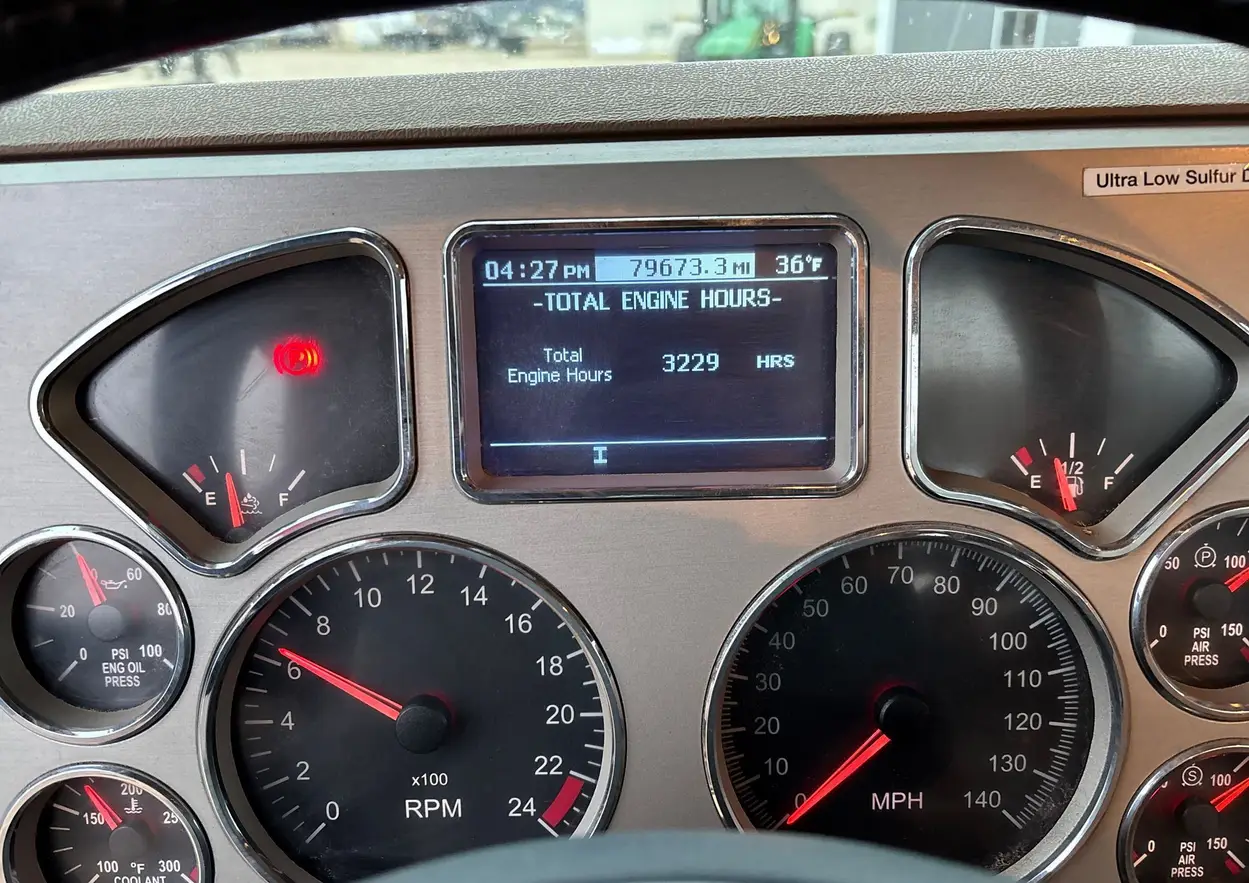 Ultra Low Sulfur
04:27 PM 79673.3 MI 36°F
-TOTAL ENGINE HOURS-
Total
Engine Hours
3229 HRS
E F
E 1/2 F
20 60 80
0 100
PSI
ENG OIL
PRESS
0 2 4 6 8 10 12 14 16 18 20 22 24
x100
RPM
0 10 20 30 40 50 60 70 80 90 100 110 120 130 140
MPH
50 P 100
0 150
PSI
AIR
PRESS
150 200
100 °F 300
COOLANT
S 100
0 150
PSI
AIR
PRESS